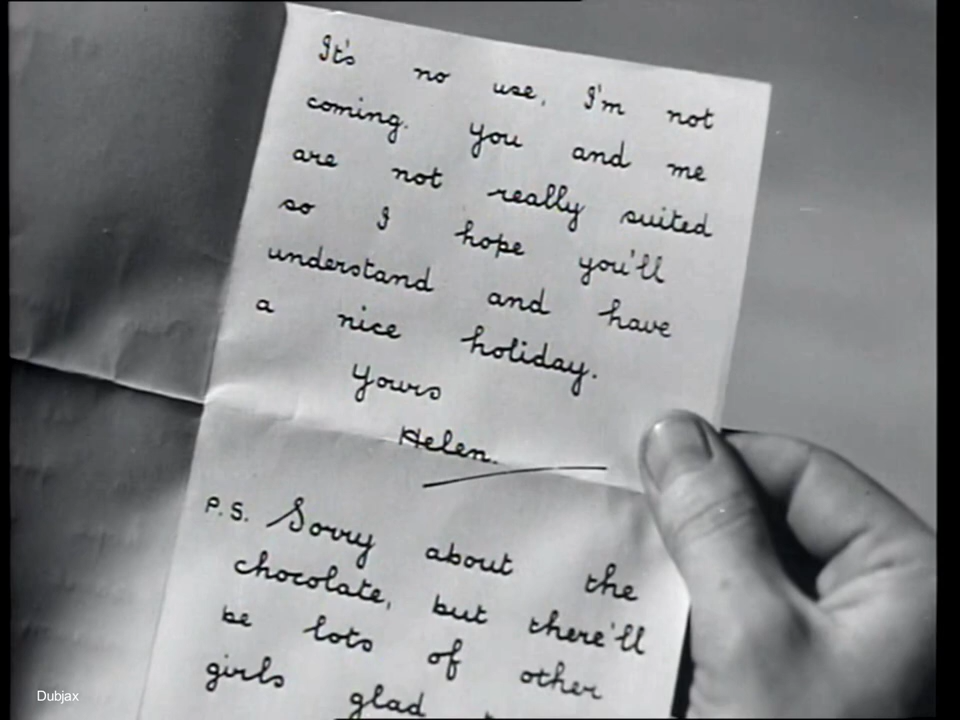 It's no use, I'm not
coming. You and me
are not really suited
so I hope you'll
understand and have
a nice holiday.
Yours
Helen.
P.S. Sorry about the
chocolate, but there'll
be lots of other
girls glad
Dubjax